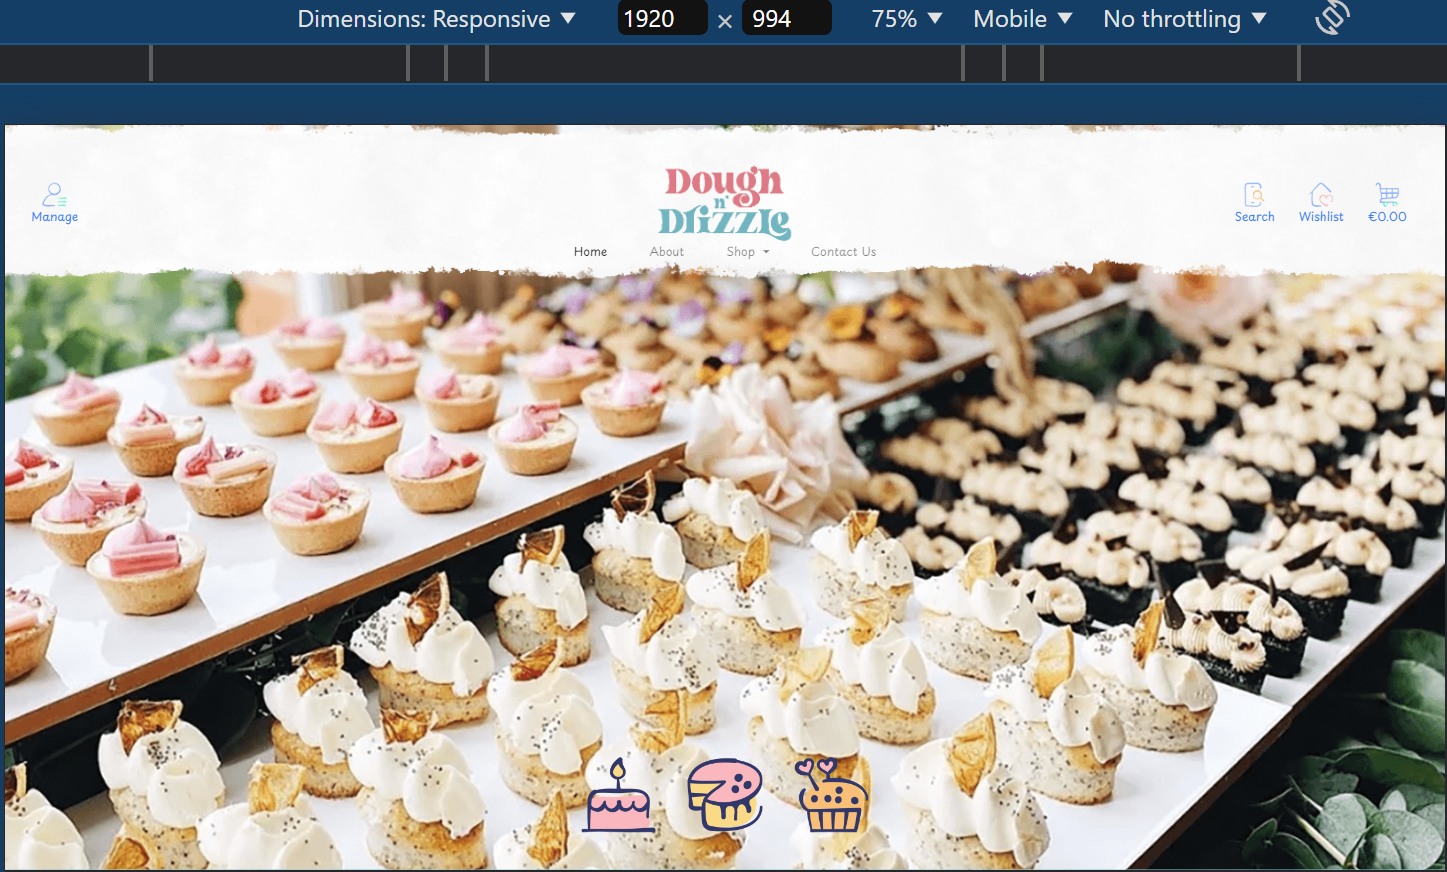 Dimensions: Responsive 1920 × 994 75% Mobile No throttling
Manage
Dough
n'
Drizzle
Search Wishlist €0.00
Home About Shop Contact Us